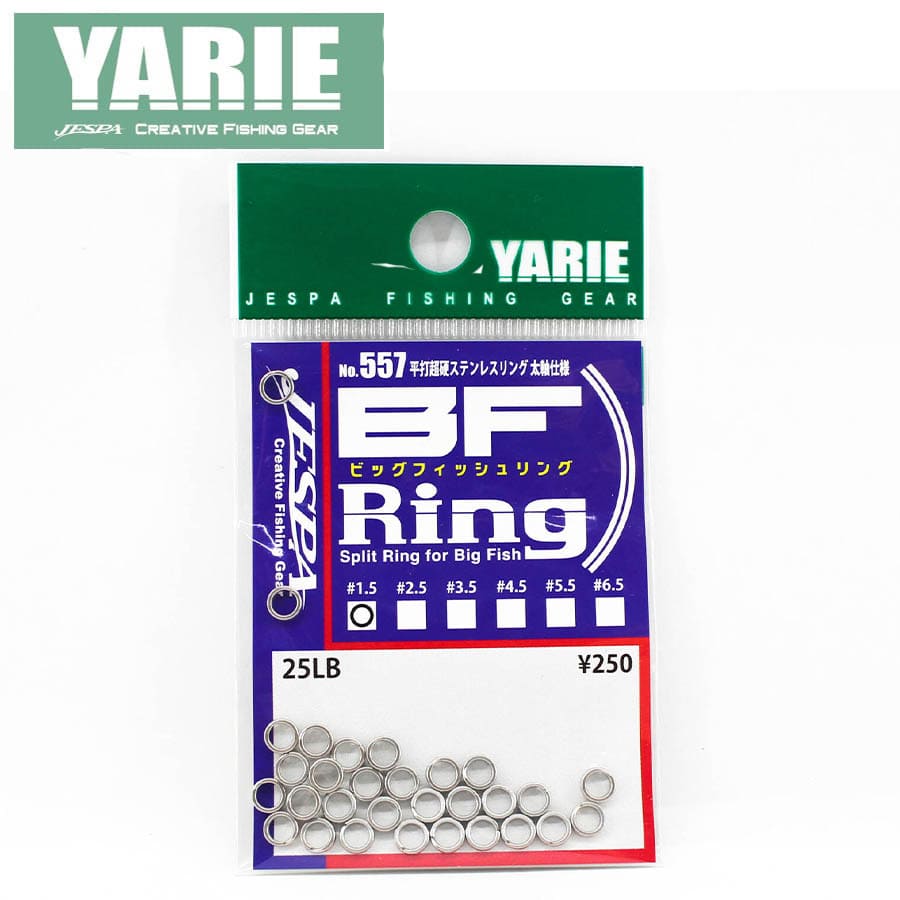 YARIE
JESPA CREATIVE FISHING GEAR
YARIE
JESPA FISHING GEAR
No.557 平打超硬ステンレスリング 太軸仕様
BF
ビッグフィッシュリング
Ring
Split Ring for Big Fish
JESPA
Creative Fishing Gear
#1.5 #2.5 #3.5 #4.5 #5.5 #6.5
25LB ¥250